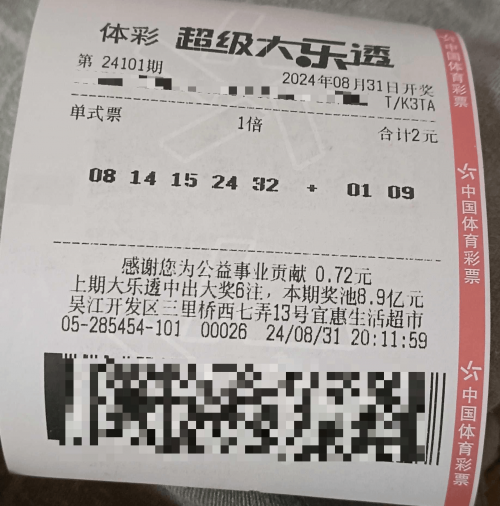 体彩 超级大乐透
第 24101期 2024年08月31日开奖
T/K3TA
单式票 1倍 合计2元
08 14 15 24 32 + 01 09
感谢您为公益事业贡献 0.72元
上期大乐透中出大奖6注，本期奖池8.9亿元
吴江开发区三里桥西七弄13号宜惠生活超市
05-285454-101 00026 24/08/31 20:11:59
中国体育彩票
中国体育彩票
中国体育彩票